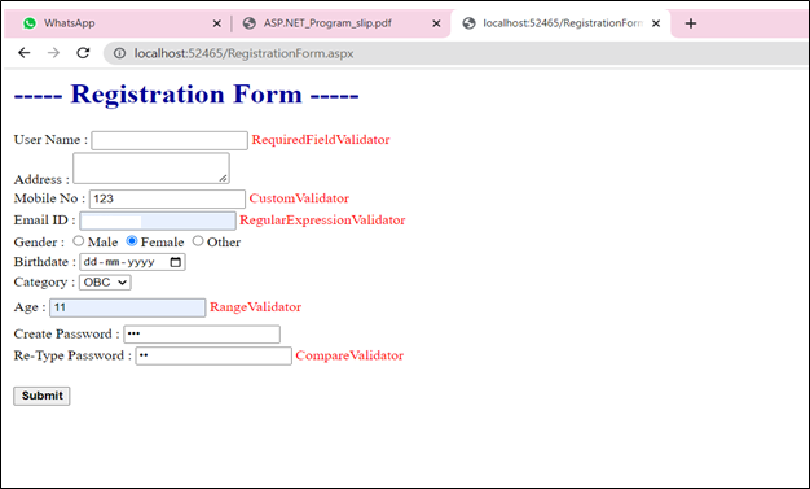 WhatsApp ASP.NET_Program_slip.pdf localhost:52465/RegistrationForm
localhost:52465/RegistrationForm.aspx
----- Registration Form -----
User Name : RequiredFieldValidator
Address :
Mobile No : 123 CustomValidator
Email ID : RegularExpressionValidator
Gender : Male Female Other
Birthdate : dd-mm-yyyy
Category : OBC
Age : 11 RangeValidator
Create Password : •••
Re-Type Password : •• CompareValidator
Submit